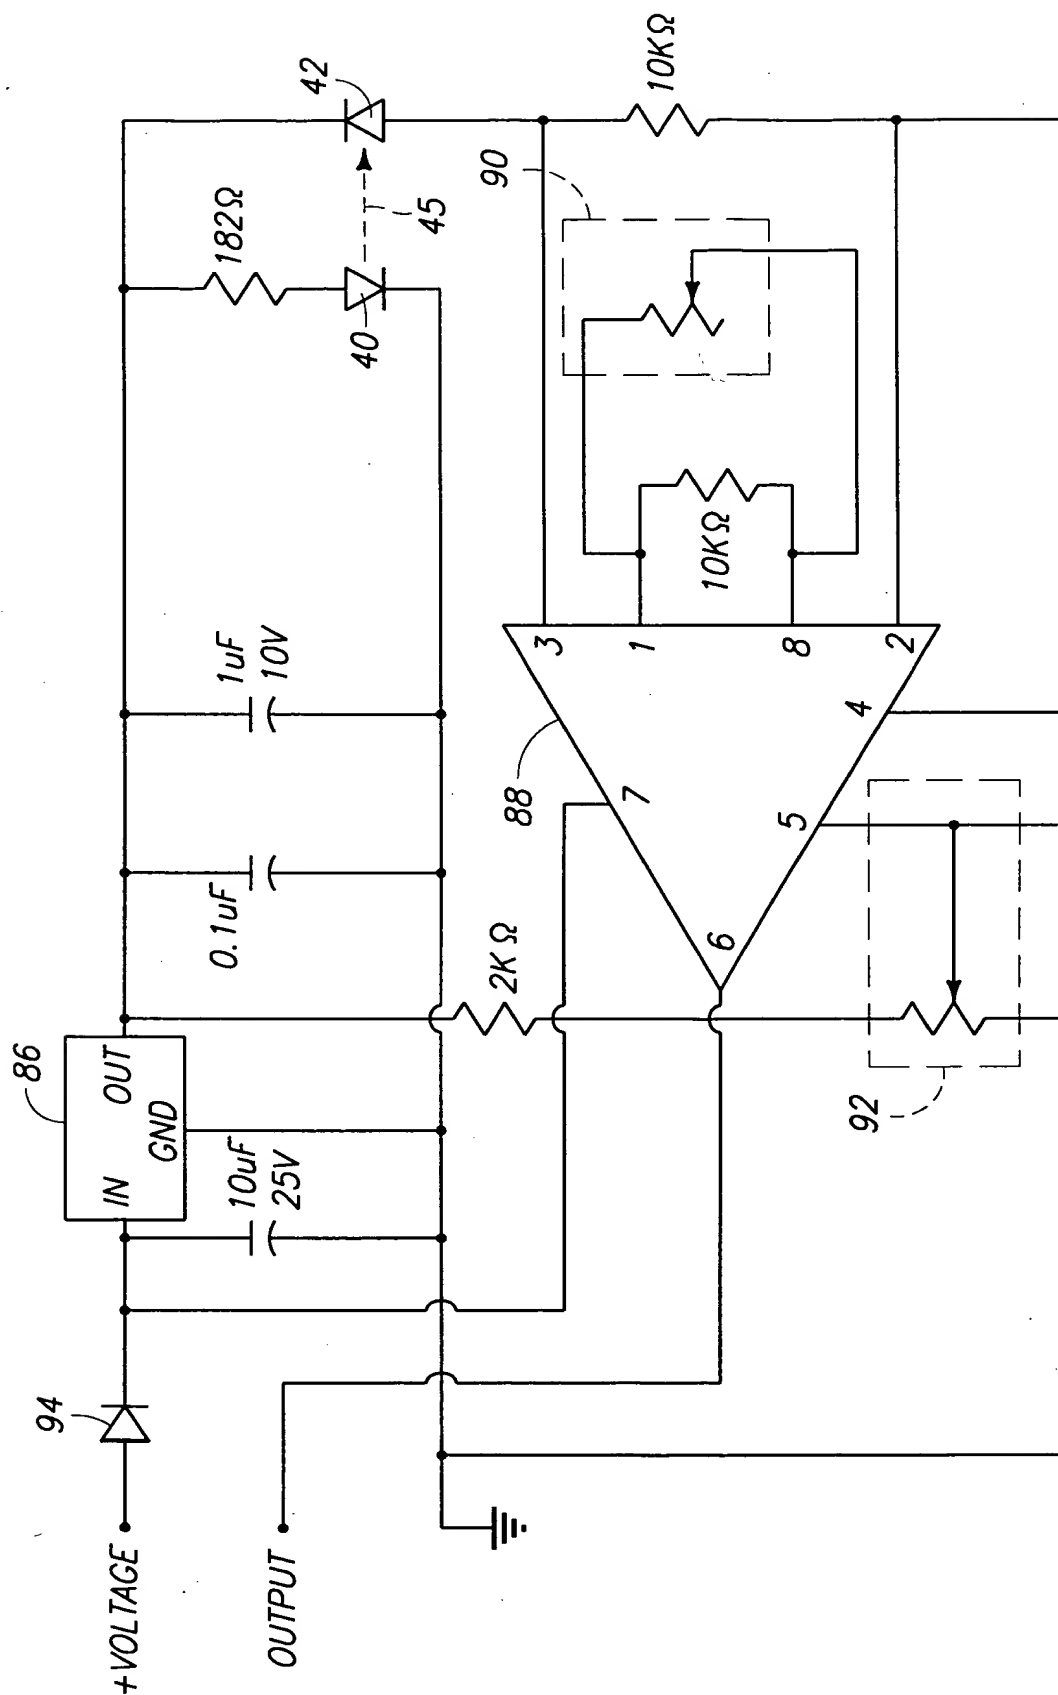 +VOLTAGE
OUTPUT
94
86
IN
OUT
GND
10uF
25V
0.1uF
1uF
10V
182Ω
40
45
42
2KΩ
88
7
3
1
8
2
4
5
6
10KΩ
90
10KΩ
92